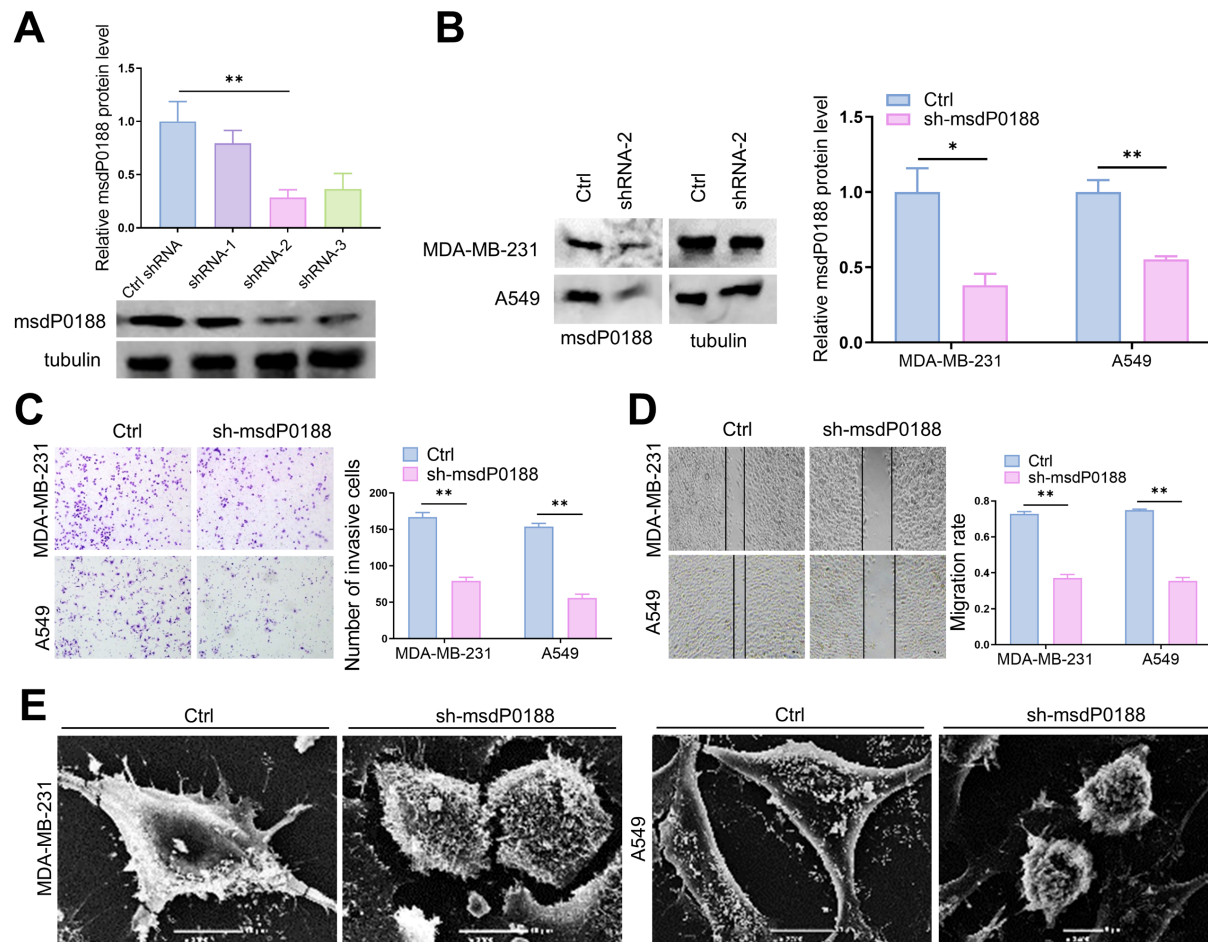 A
Relative msdP0188 protein level
1.5
1.0
0.5
0.0
**
Ctrl shRNA
shRNA-1
shRNA-2
shRNA-3
msdP0188
tubulin
B
Ctrl
shRNA-2
Ctrl
shRNA-2
MDA-MB-231
A549
msdP0188
tubulin
Relative msdP0188 protein level
Ctrl
sh-msdP0188
1.5
1.0
0.5
0.0
*
**
MDA-MB-231
A549
C
Ctrl
sh-msdP0188
MDA-MB-231
A549
Number of invasive cells
Ctrl
sh-msdP0188
200
150
100
50
0
**
**
MDA-MB-231
A549
D
Ctrl
sh-msdP0188
MDA-MB-231
A549
Migration rate
Ctrl
sh-msdP0188
0.8
0.6
0.4
0.2
0.0
**
**
MDA-MB-231
A549
E
Ctrl
sh-msdP0188
Ctrl
sh-msdP0188
MDA-MB-231
A549